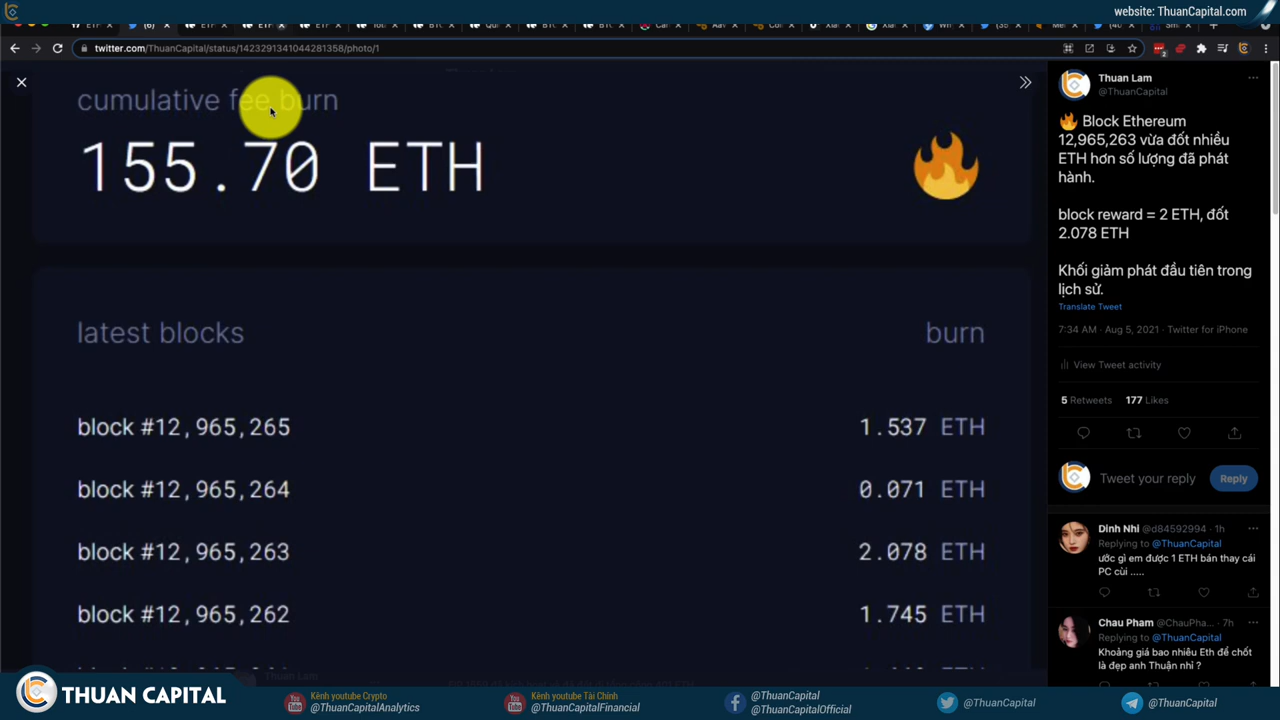 website: ThuanCapital.com
twitter.com/ThuanCapital/status/1423291341044281358/photo/1
cumulative fee burn
155.70 ETH
latest blocks burn
block #12,965,265 1.537 ETH
block #12,965,264 0.071 ETH
block #12,965,263 2.078 ETH
block #12,965,262 1.745 ETH
Thuan Lam
@ThuanCapital
🔥 Block Ethereum
12,965,263 vừa đốt nhiều
ETH hơn số lượng đã phát
hành.
block reward = 2 ETH, đốt
2.078 ETH
Khối giảm phát đầu tiên trong
lịch sử.
Translate Tweet
7:34 AM · Aug 5, 2021 · Twitter for iPhone
View Tweet activity
5 Retweets 177 Likes
Tweet your reply Reply
Dinh Nhi @d84592994 · 1h
Replying to @ThuanCapital
ước gì em được 1 ETH bán thay cái
PC cùi .....
Chau Pham @ChauPha... · 7h
Replying to @ThuanCapital
Khoảng giá bao nhiêu Eth để chốt
là đẹp anh Thuận nhỉ ?
THUAN CAPITAL
Kênh youtube Crypto
@ThuanCapitalAnalytics
Kênh youtube Tài Chính
@ThuanCapitalFinancial
@ThuanCapital
@ThuanCapitalOfficial
@ThuanCapital
@ThuanCapital